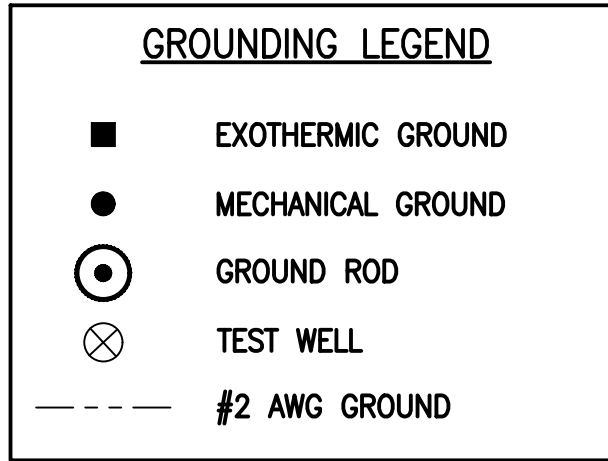 GROUNDING LEGEND
EXOTHERMIC GROUND
MECHANICAL GROUND
GROUND ROD
TEST WELL
#2 AWG GROUND